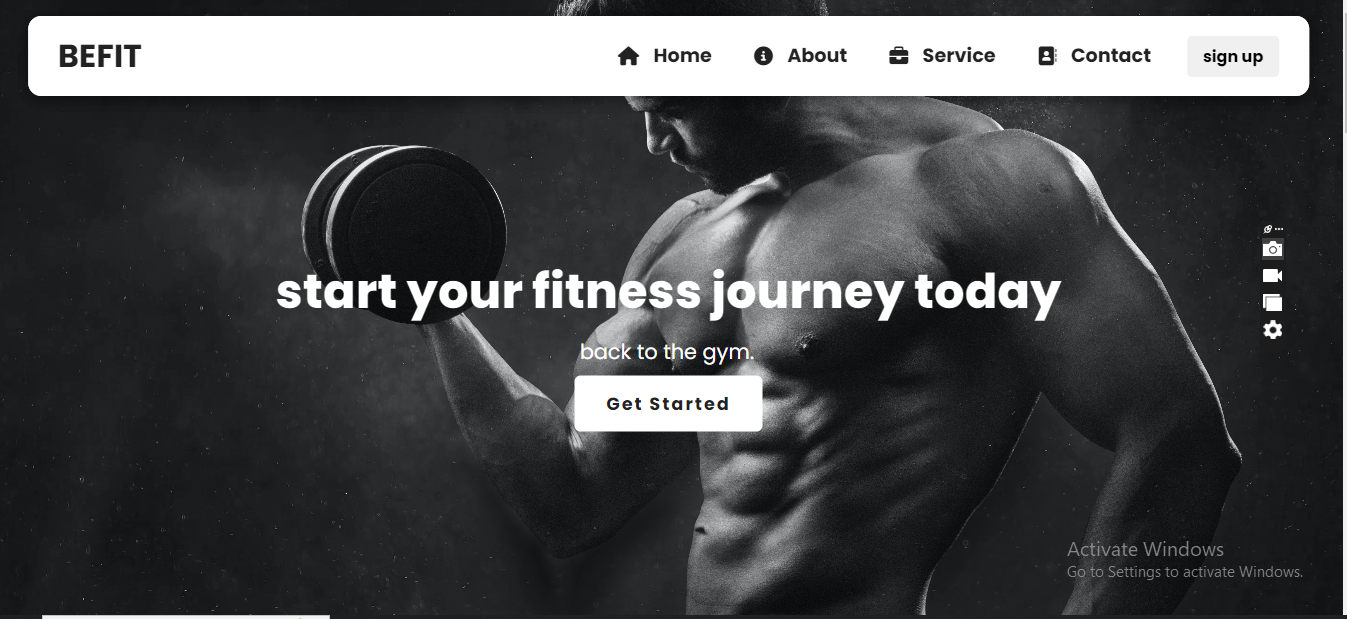 BEFIT
Home About Service Contact sign up
start your fitness journey today
back to the gym.
Get Started
Activate Windows
Go to Settings to activate Windows.